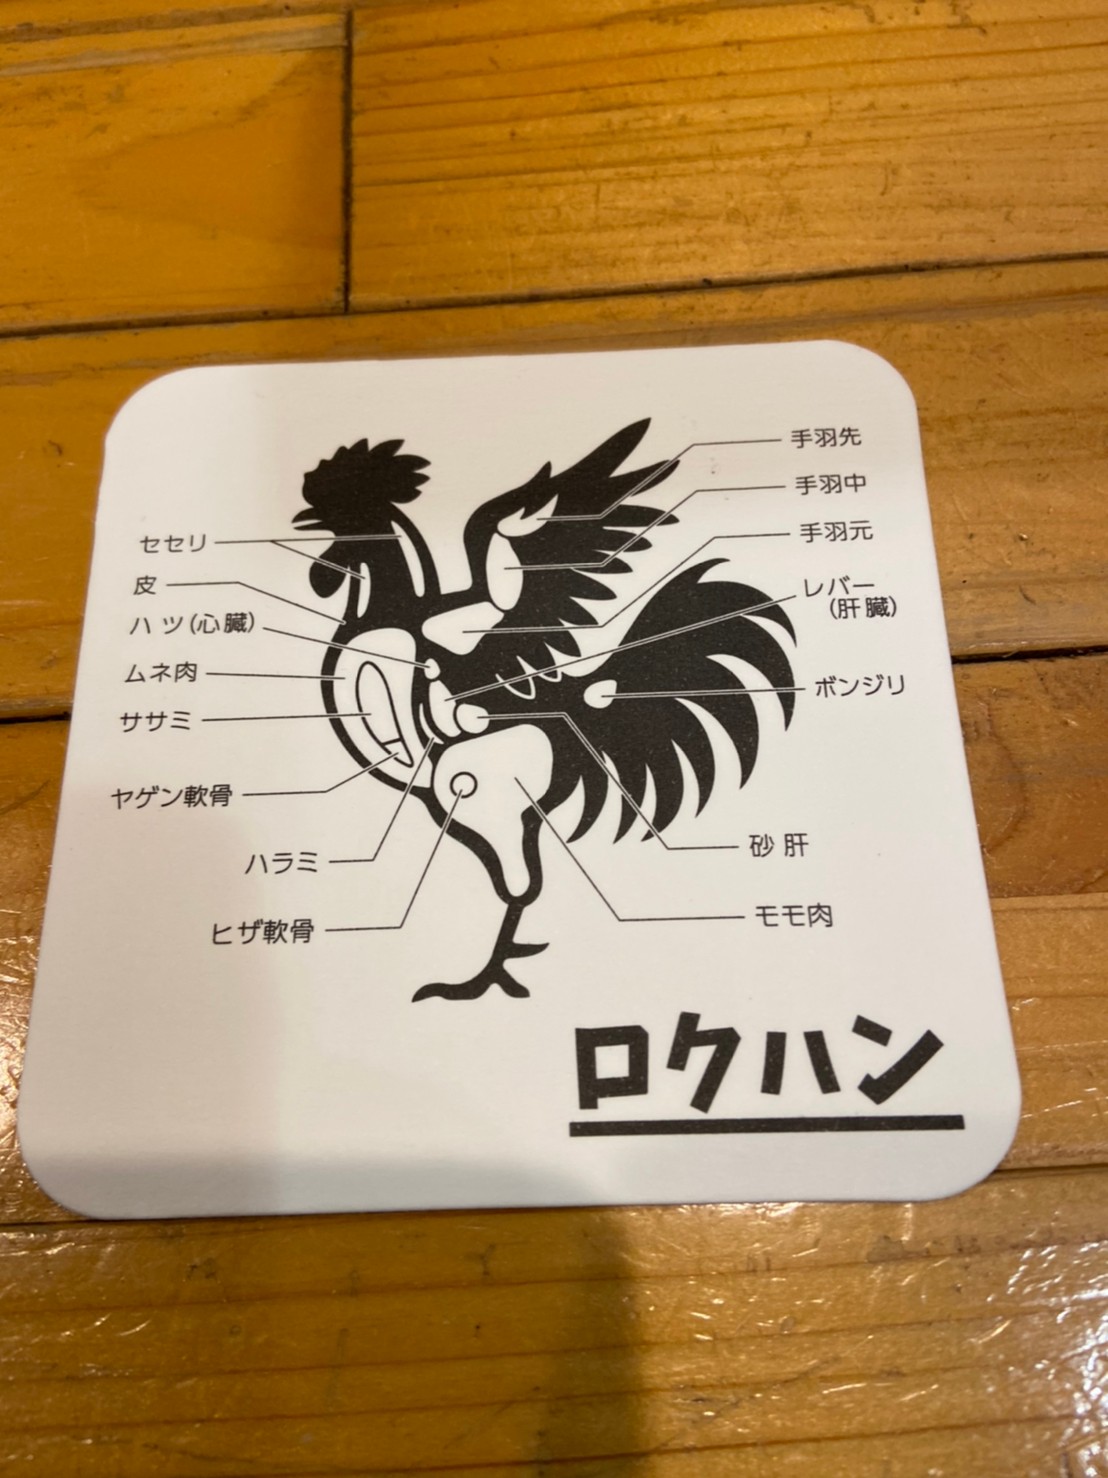 セセリ
皮
ハツ(心臓)
ムネ肉
ササミ
ヤゲン軟骨
ハラミ
ヒザ軟骨
手羽先
手羽中
手羽元
レバー
(肝臓)
ボンジリ
砂肝
モモ肉
ロクハン